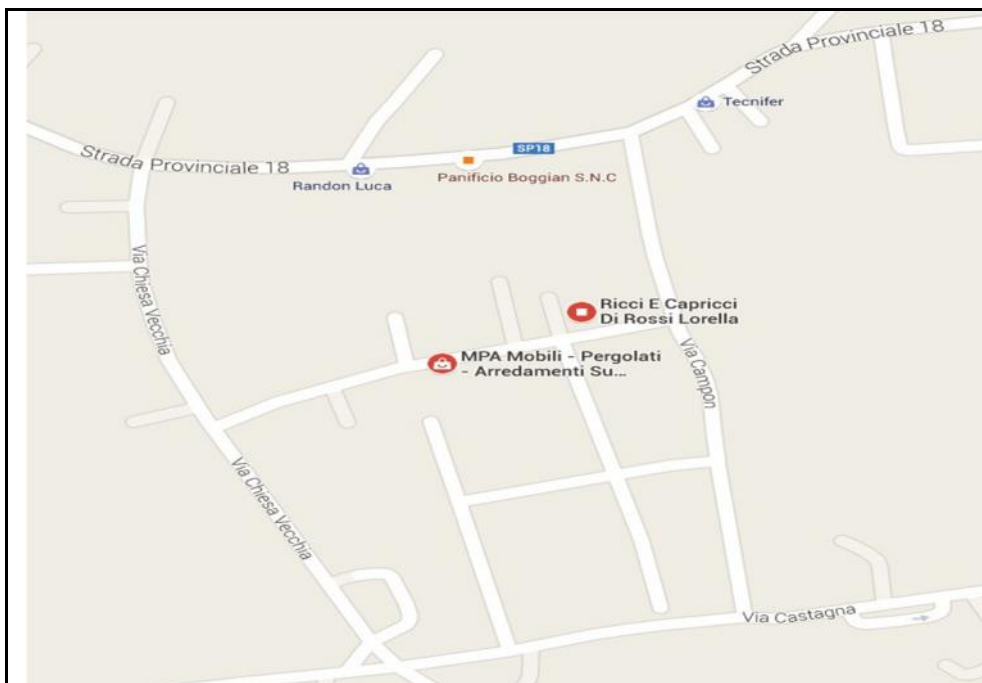 Strada Provinciale 18
Tecnifer
SP18
Strada Provinciale 18
Panificio Boggian S.N.C
Randon Luca
Via Chiesa Vecchia
Ricci E Capricci
Di Rossi Lorella
MPA Mobili - Pergolati
- Arredamenti Su...
Via Campon
Via Chiesa Vecchia
Via Castagna